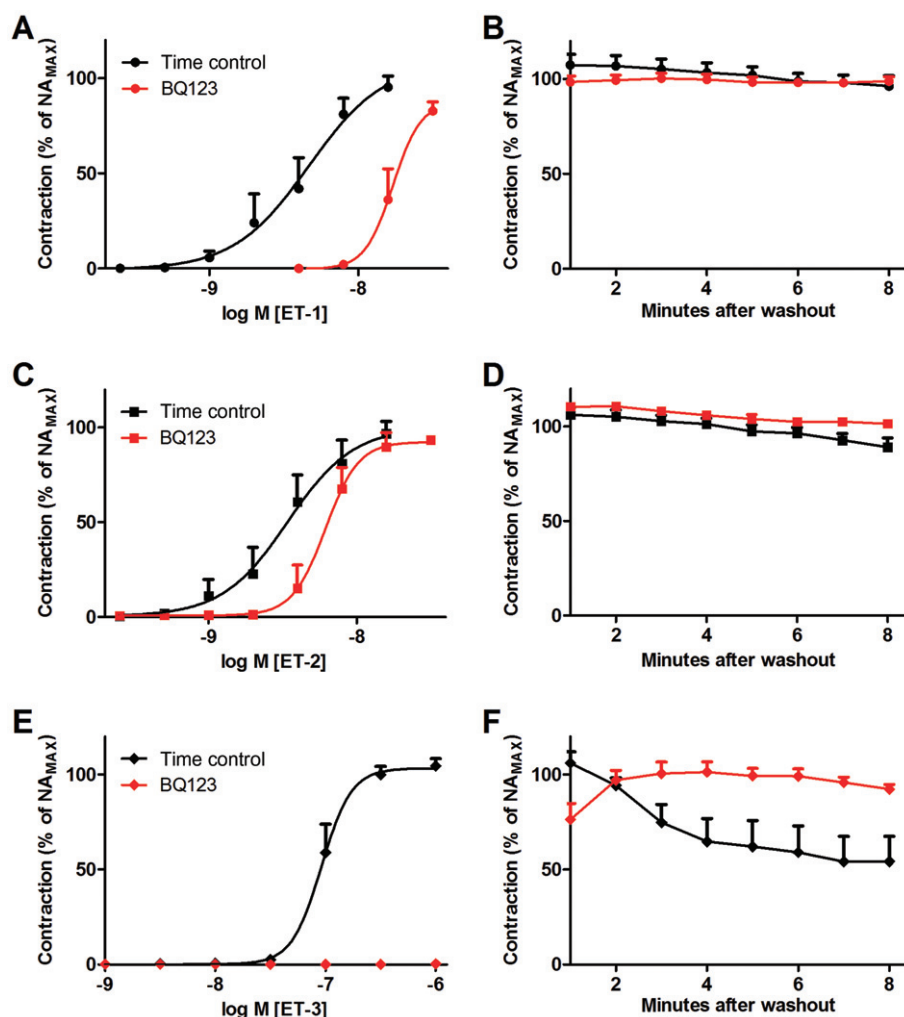 A
Contraction (% of NAMAX)
100
50
0
Time control
BQ123
-9
-8
log M [ET-1]
B
Contraction (% of NAMAX)
100
50
0
2
4
6
8
Minutes after washout
C
Contraction (% of NAMAX)
100
50
0
Time control
BQ123
-9
-8
log M [ET-2]
D
Contraction (% of NAMAX)
100
50
0
2
4
6
8
Minutes after washout
E
Contraction (% of NAMAX)
100
50
0
Time control
BQ123
-9
-8
-7
-6
log M [ET-3]
F
Contraction (% of NAMAX)
100
50
0
2
4
6
8
Minutes after washout